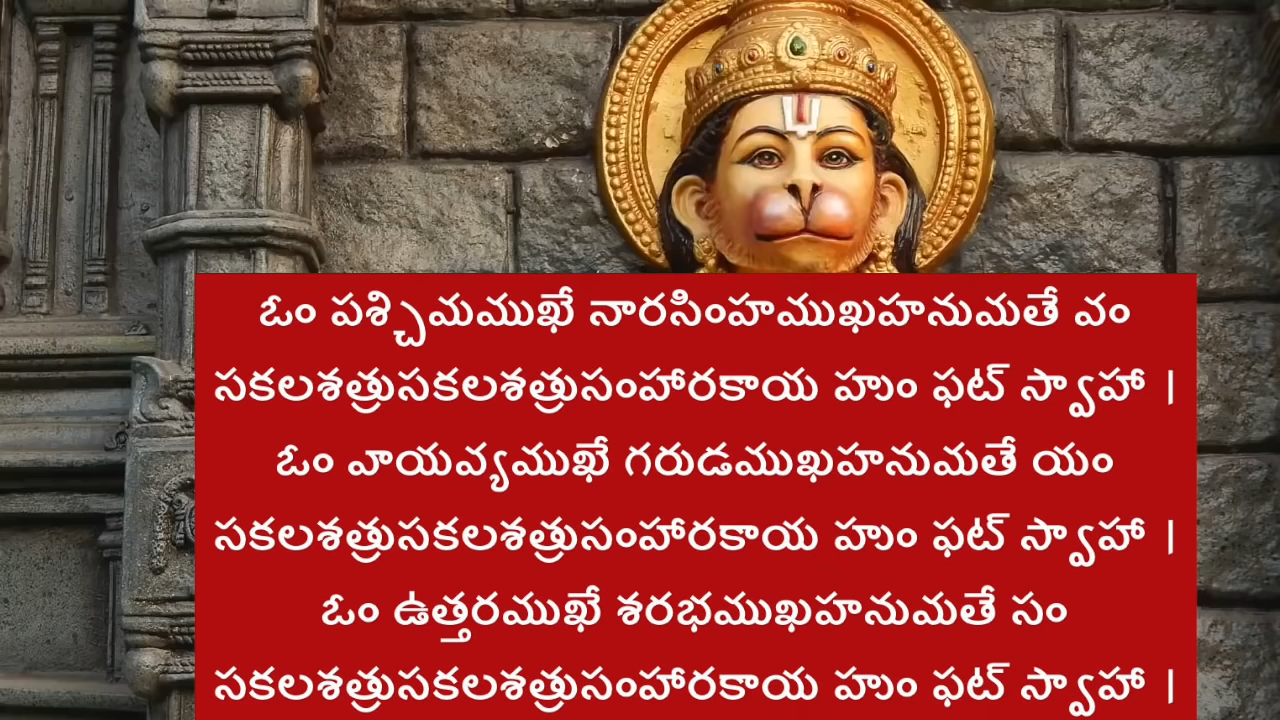 ఓం పశ్చిమముఖే నారసింహముఖహనుమతే వం
సకలశత్రుసకలశత్రుసంహారకాయ హుం ఫట్ స్వాహా ।
ఓం వాయవ్యముఖే గరుడముఖహనుమతే యం
సకలశత్రుసకలశత్రుసంహారకాయ హుం ఫట్ స్వాహా ।
ఓం ఉత్తరముఖే శరభముఖహనుమతే సం
సకలశత్రుసకలశత్రుసంహారకాయ హుం ఫట్ స్వాహా ।